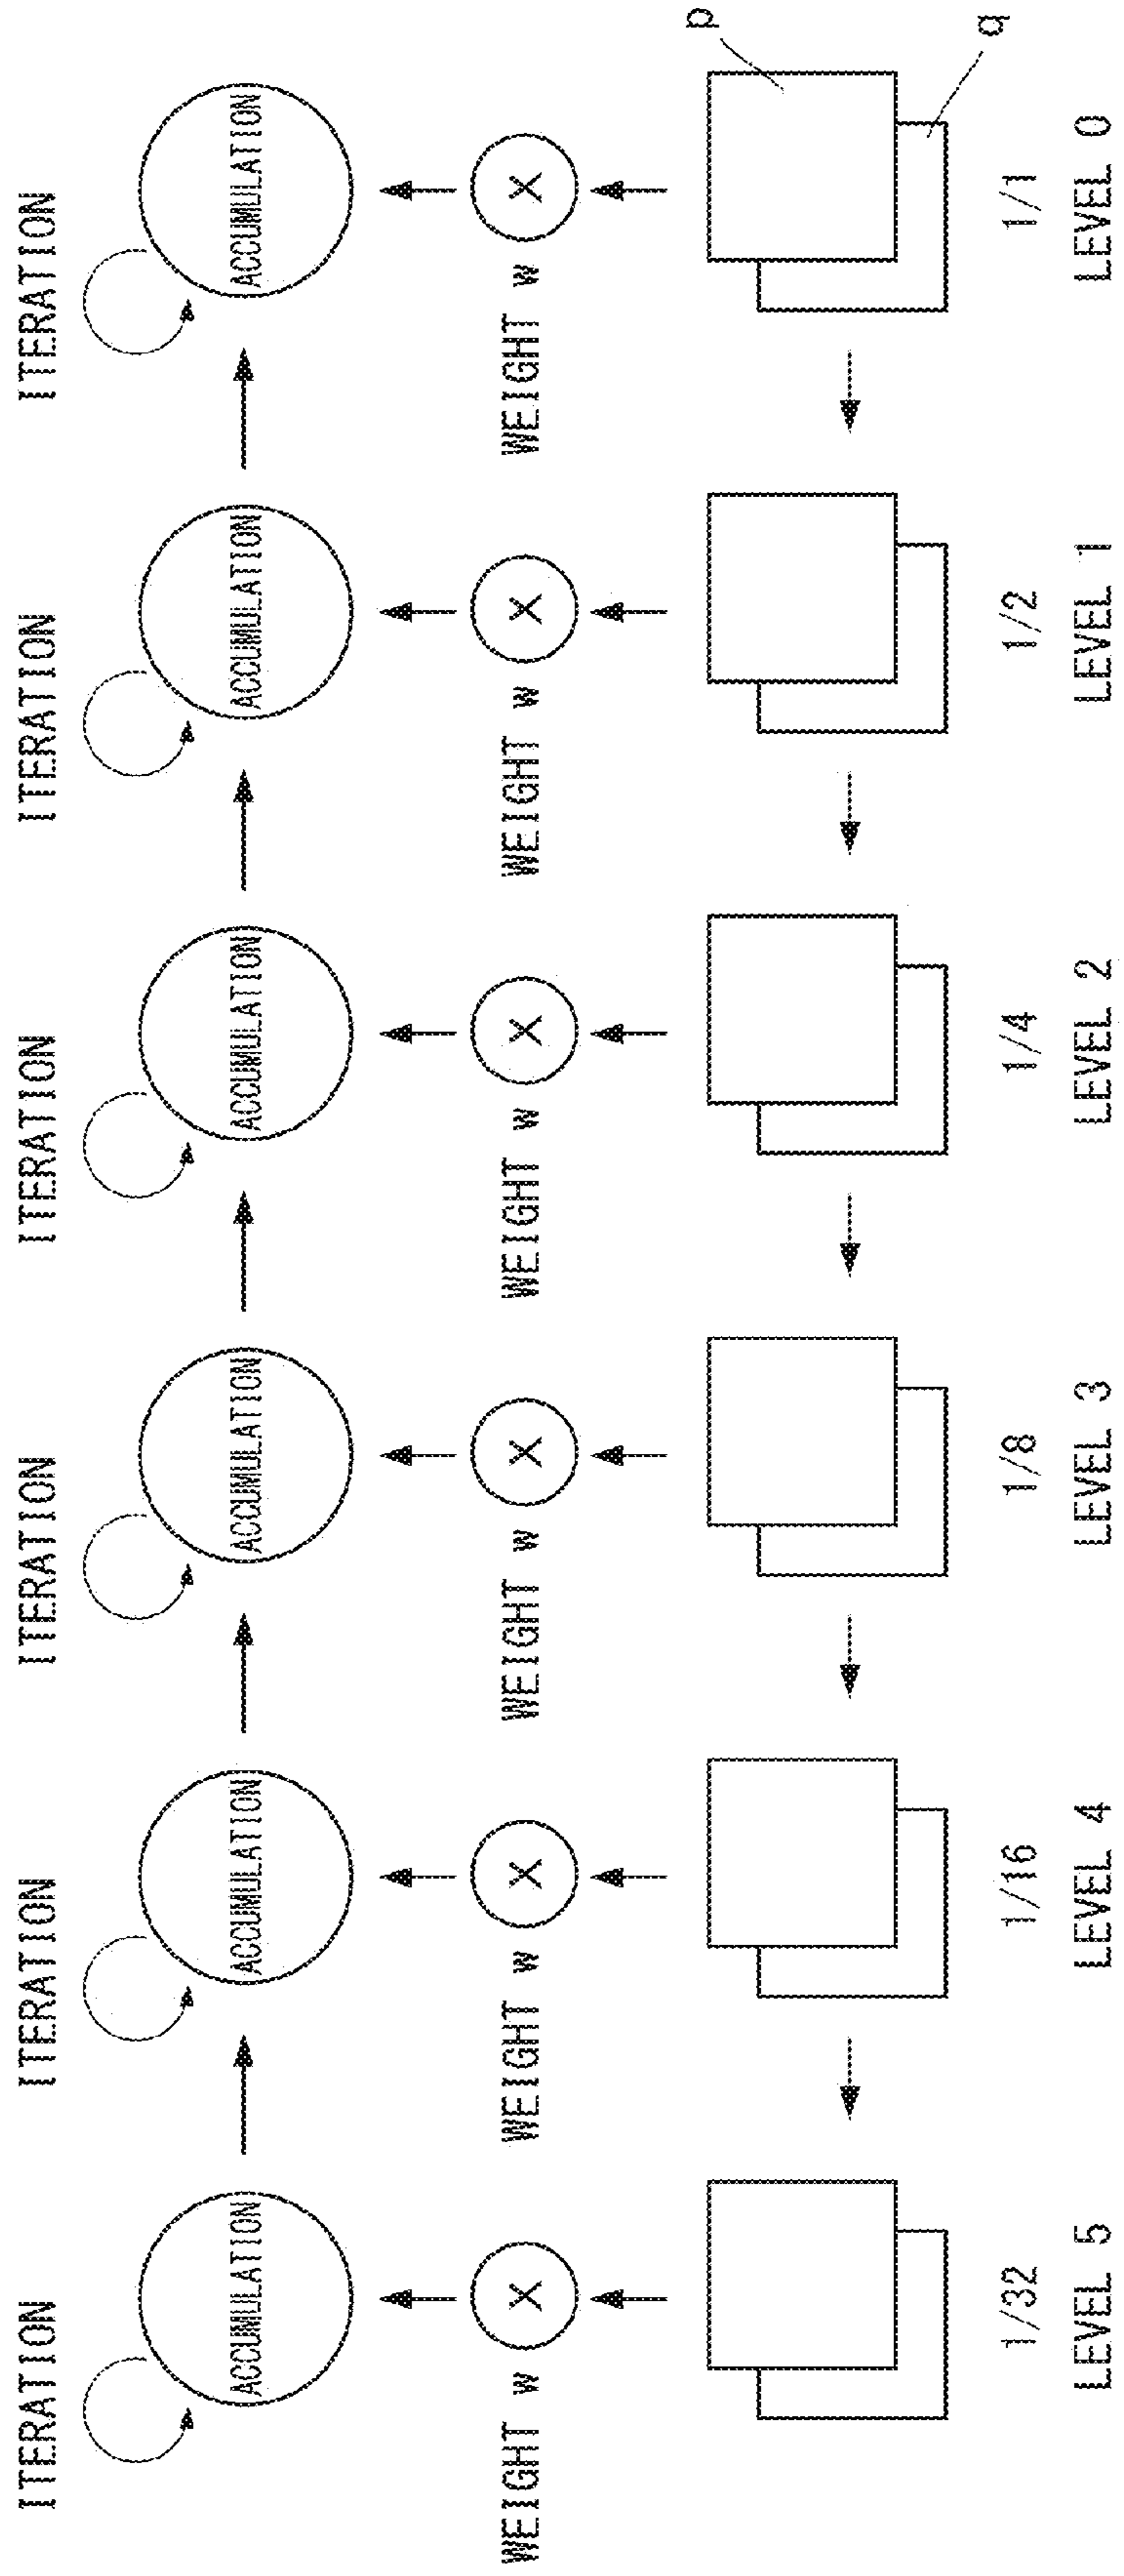 ITERATION ITERATION ITERATION ITERATION ITERATION ITERATION
ACCUMULATION ACCUMULATION ACCUMULATION ACCUMULATION ACCUMULATION ACCUMULATION
WEIGHT w X WEIGHT w X WEIGHT w X WEIGHT w X WEIGHT w X WEIGHT w X
p
q
1/32 1/16 1/8 1/4 1/2 1/1
LEVEL 5 LEVEL 4 LEVEL 3 LEVEL 2 LEVEL 1 LEVEL 0